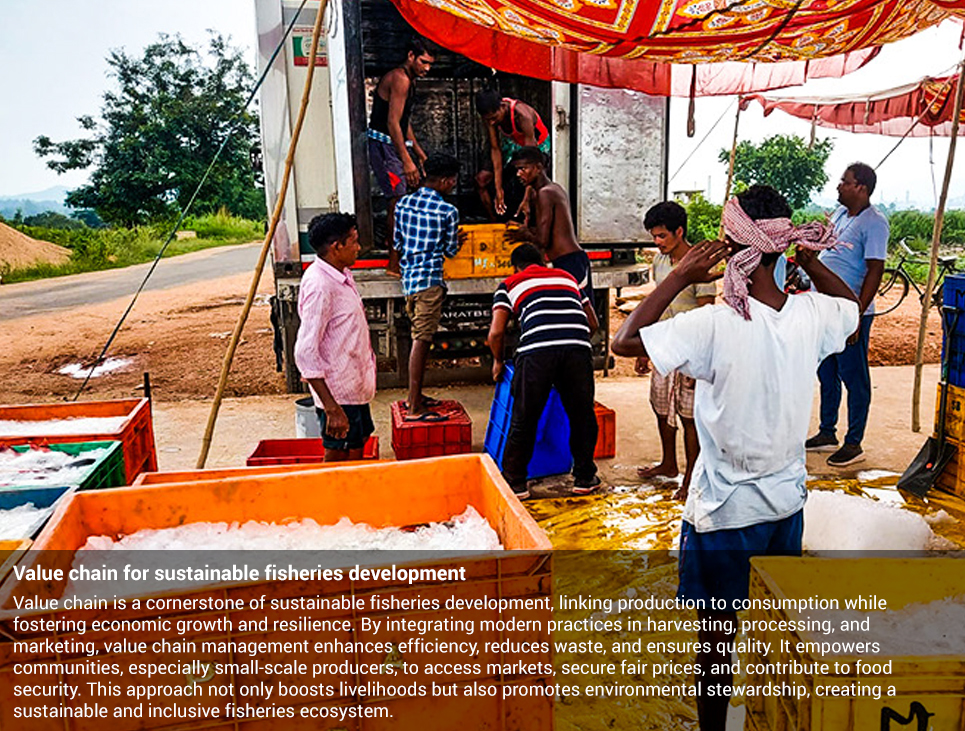 ARATBE
Value chain for sustainable fisheries development
Value chain is a cornerstone of sustainable fisheries development, linking production to consumption while
fostering economic growth and resilience. By integrating modern practices in harvesting, processing, and
marketing, value chain management enhances efficiency, reduces waste, and ensures quality. It empowers
communities, especially small-scale producers, to access markets, secure fair prices, and contribute to food
security. This approach not only boosts livelihoods but also promotes environmental stewardship, creating a
sustainable and inclusive fisheries ecosystem.
M